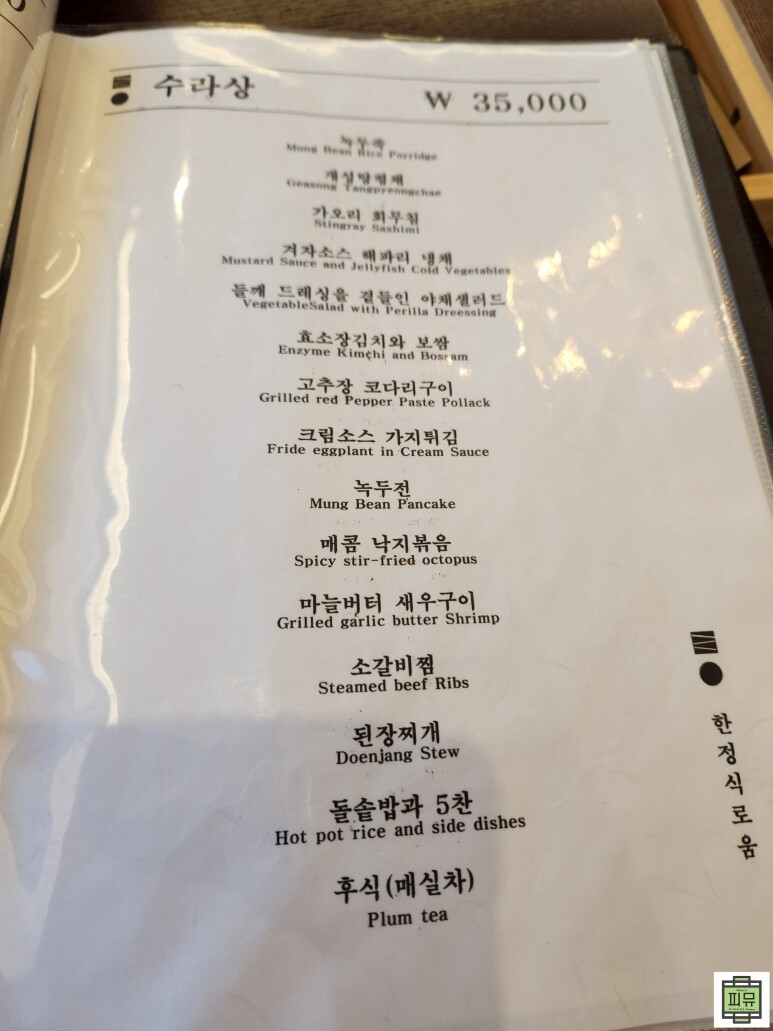 수라상
₩ 35,000
녹두죽
Mung Bean Rice Porridge
개성탕평채
Geasong Tangpyeongchae
가오리 회무침
Stingray Sashimi
겨자소스 해파리 냉채
Mustard Sauce and Jellyfish Cold Vegetables
들깨 드레싱을 곁들인 야채샐러드
VegetableSalad with Perilla Dreessing
효소장김치와 보쌈
Enzyme Kimchi and Bossam
고추장 코다리구이
Grilled red Pepper Paste Pollack
크림소스 가지튀김
Fride eggplant in Cream Sauce
녹두전
Mung Bean Pancake
매콤 낙지볶음
Spicy stir-fried octopus
마늘버터 새우구이
Grilled garlic butter Shrimp
소갈비찜
Steamed beef Ribs
된장찌개
Doenjang Stew
돌솥밥과 5찬
Hot pot rice and side dishes
후식(매실차)
Plum tea
한정식로움
피뮤